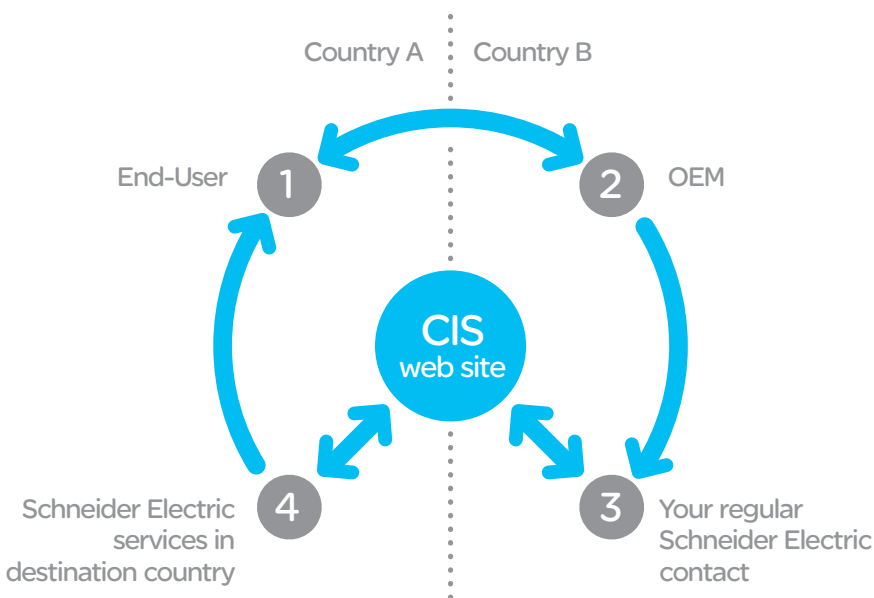 Country A
Country B
End-User
1
2
OEM
CIS
web site
Schneider Electric
services in
destination country
4
3
Your regular
Schneider Electric
contact